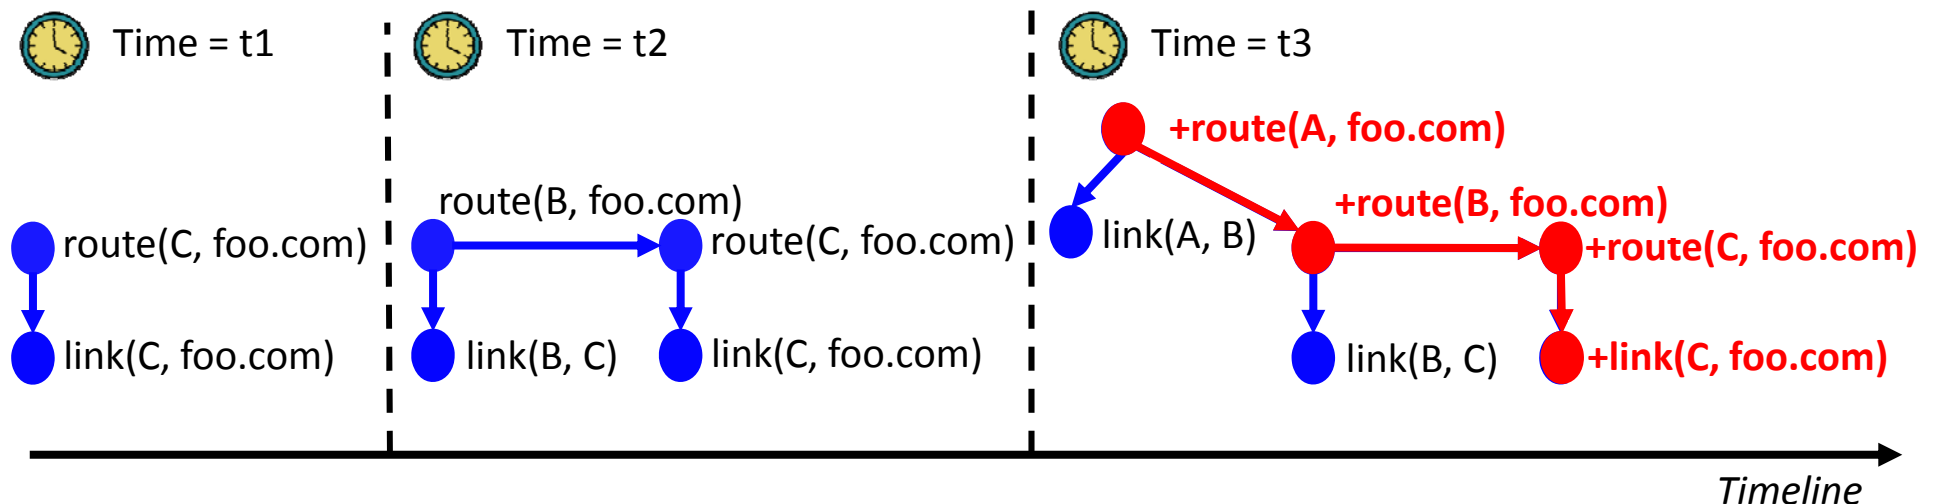 Time = t1
route(C, foo.com)
link(C, foo.com)
Time = t2
route(B, foo.com)
route(C, foo.com)
link(B, C)
link(C, foo.com)
Time = t3
+route(A, foo.com)
link(A, B)
+route(B, foo.com)
+route(C, foo.com)
link(B, C)
+link(C, foo.com)
Timeline